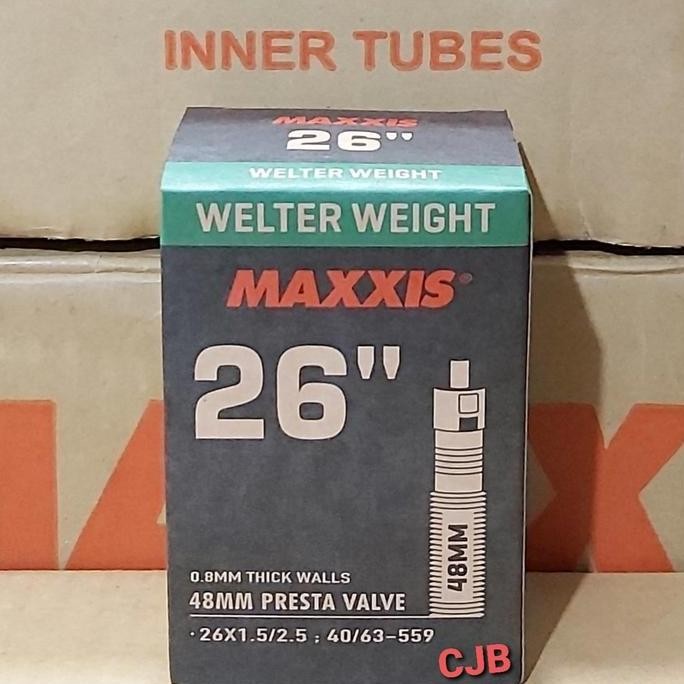 INNER TUBES
MAXXIS
26"
WELTER WEIGHT
WELTER WEIGHT
MAXXIS®
26"
48MM
0.8MM THICK WALLS
48MM PRESTA VALVE
·26X1.5/2.5 ; 40/63-559
CJB